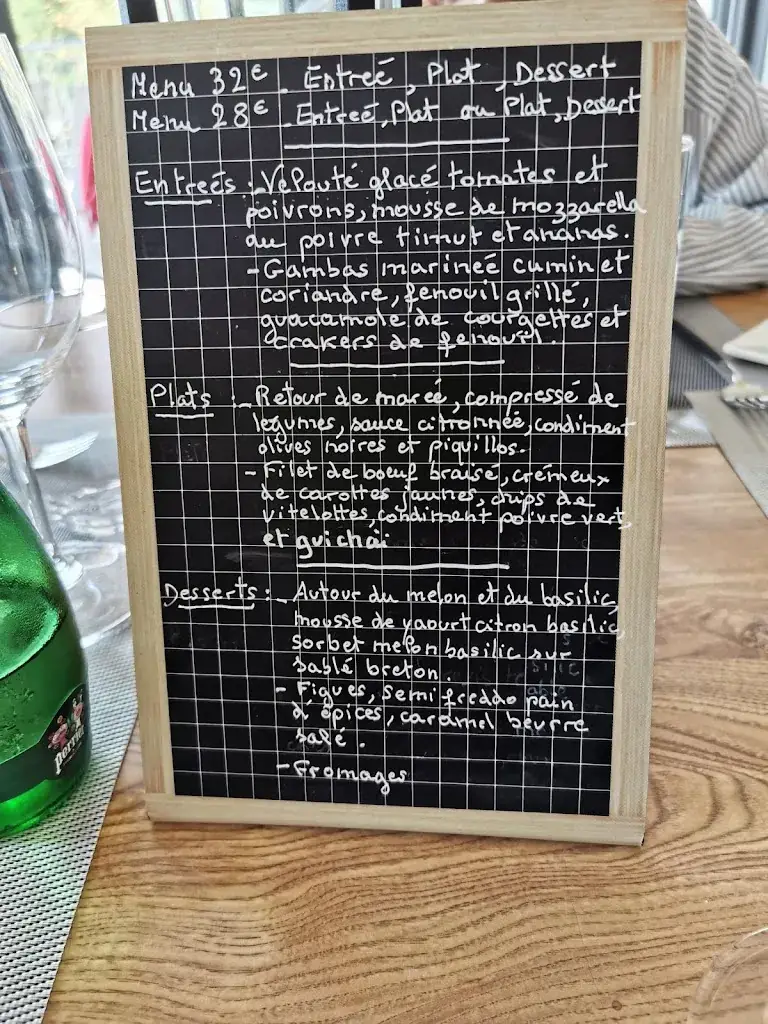 Menu 32€ - Entreé, Plat, Dessert
Menu 28€ - Entreé, Plat ou Plat, Dessert
Entreés : - Velouté glacé tomates et
poivrons, mousse de mozzarella
au poivre timut et ananas.
- Gambas marineé cumin et
coriandre, fenouil grillé,
guacamole de courgettes et
crakers de fenouil.
Plats : - Retour de mareé, compressé de
legumes, sauce citronnée, condiment
olives noires et piquillos.
- Filet de boeuf braisé, crémeux
de carottes jaunes, chips de
vitelottes, condiment poivre vert,
et guichai
Desserts : - Autour du melon et du basilic,
mousse de yaourt citron basilic,
sorbet melon basilic sur
sablé breton.
- Figues, semifreddo pain
d'épices, caramel beurre
salé.
- Fromages
perrier